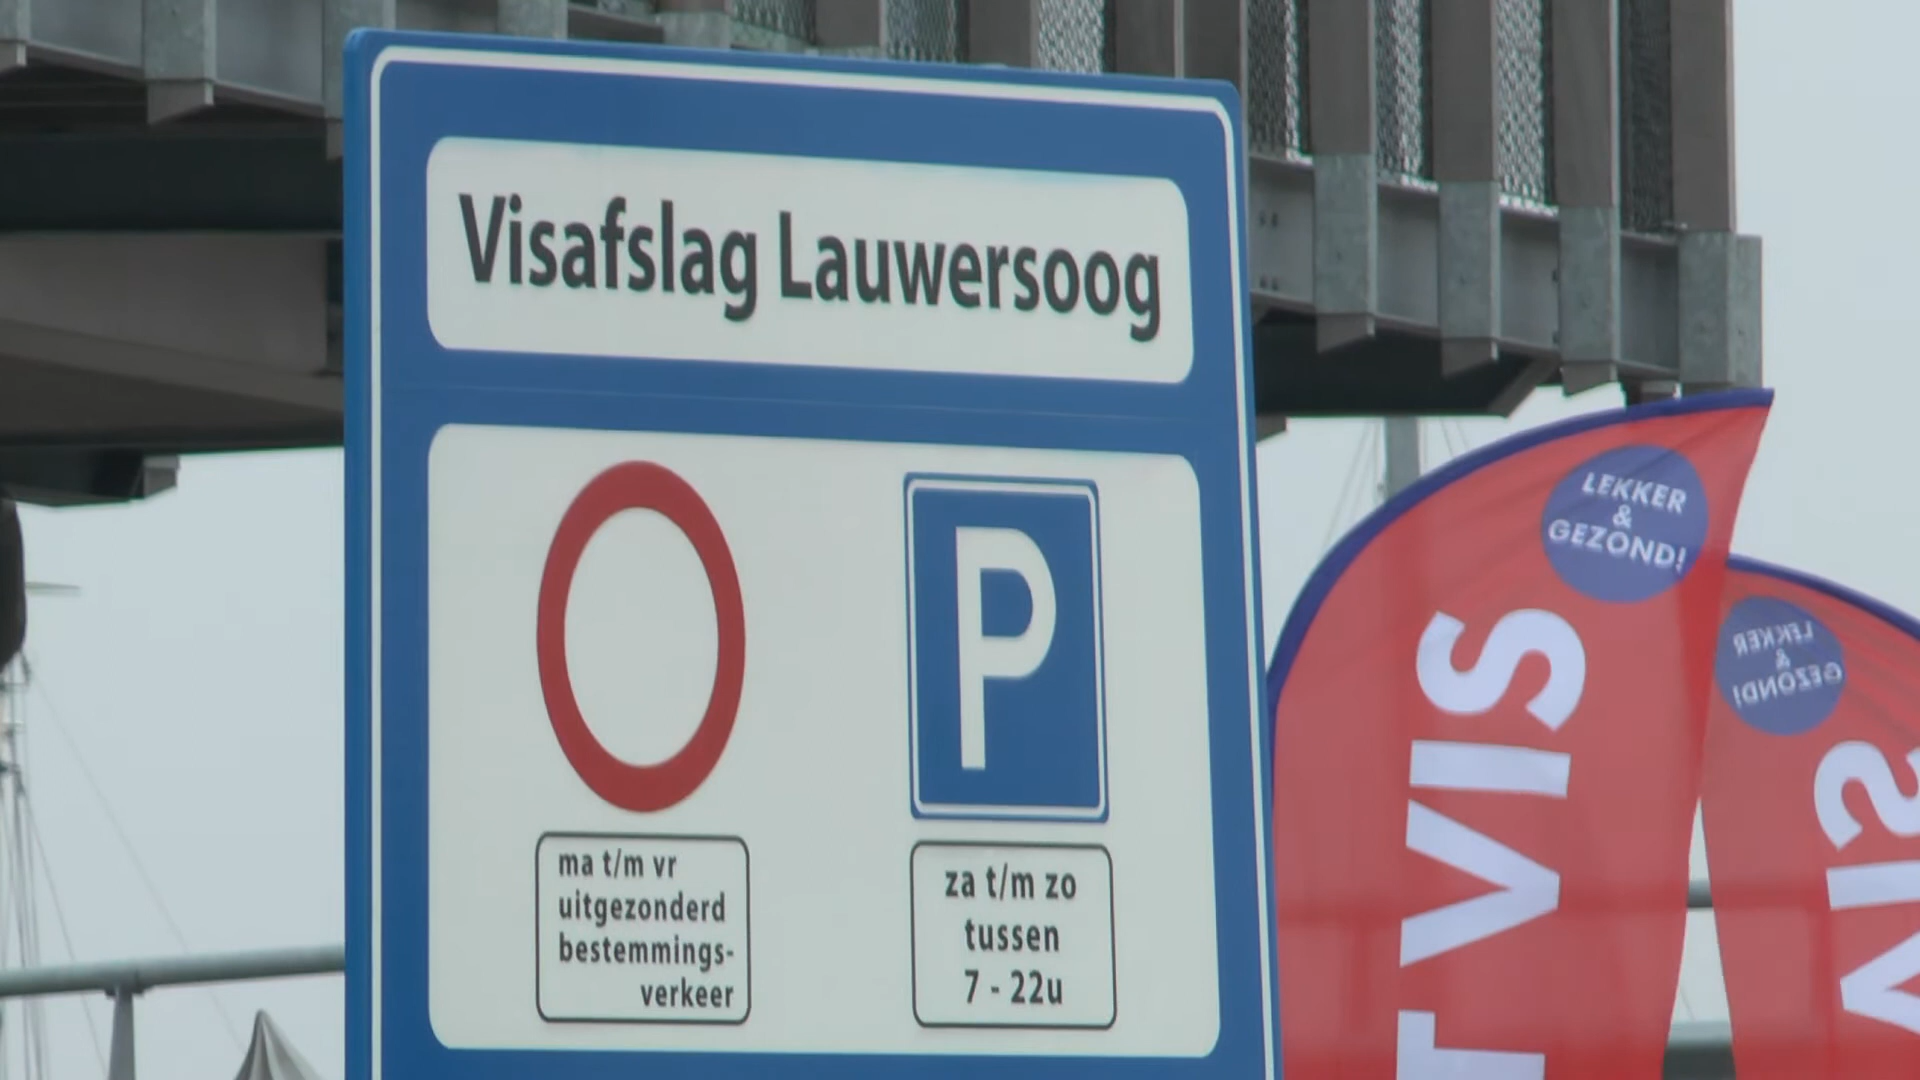 Visafslag Lauwersoog
P
ma t/m vr
uitgezonderd
bestemmings-
verkeer
za t/m zo
tussen
7 - 22u
LEKKER
&
GEZOND!
T VIS
LEKKER
&
GEZOND!
VIS